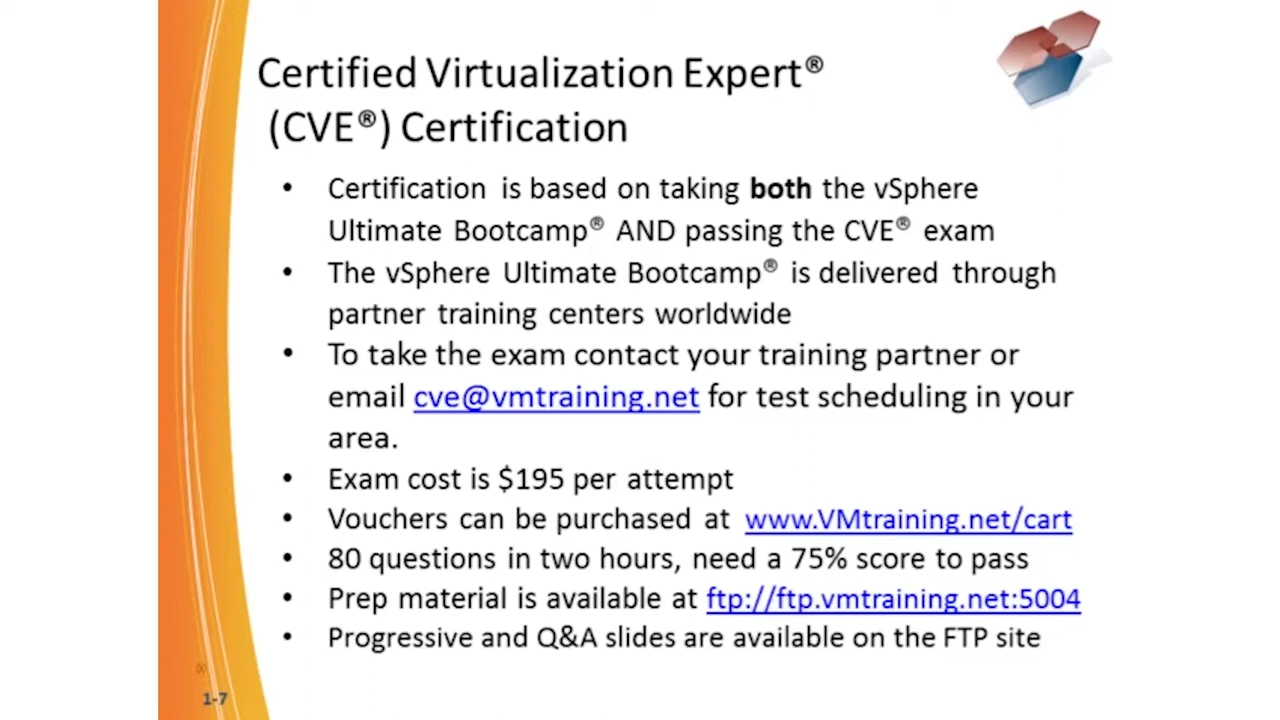 Certified Virtualization Expert®
(CVE®) Certification
• Certification is based on taking both the vSphere
Ultimate Bootcamp® AND passing the CVE® exam
• The vSphere Ultimate Bootcamp® is delivered through
partner training centers worldwide
• To take the exam contact your training partner or
email cve@vmtraining.net for test scheduling in your
area.
• Exam cost is $195 per attempt
• Vouchers can be purchased at www.VMtraining.net/cart
• 80 questions in two hours, need a 75% score to pass
• Prep material is available at ftp://ftp.vmtraining.net:5004
• Progressive and Q&A slides are available on the FTP site
1-7